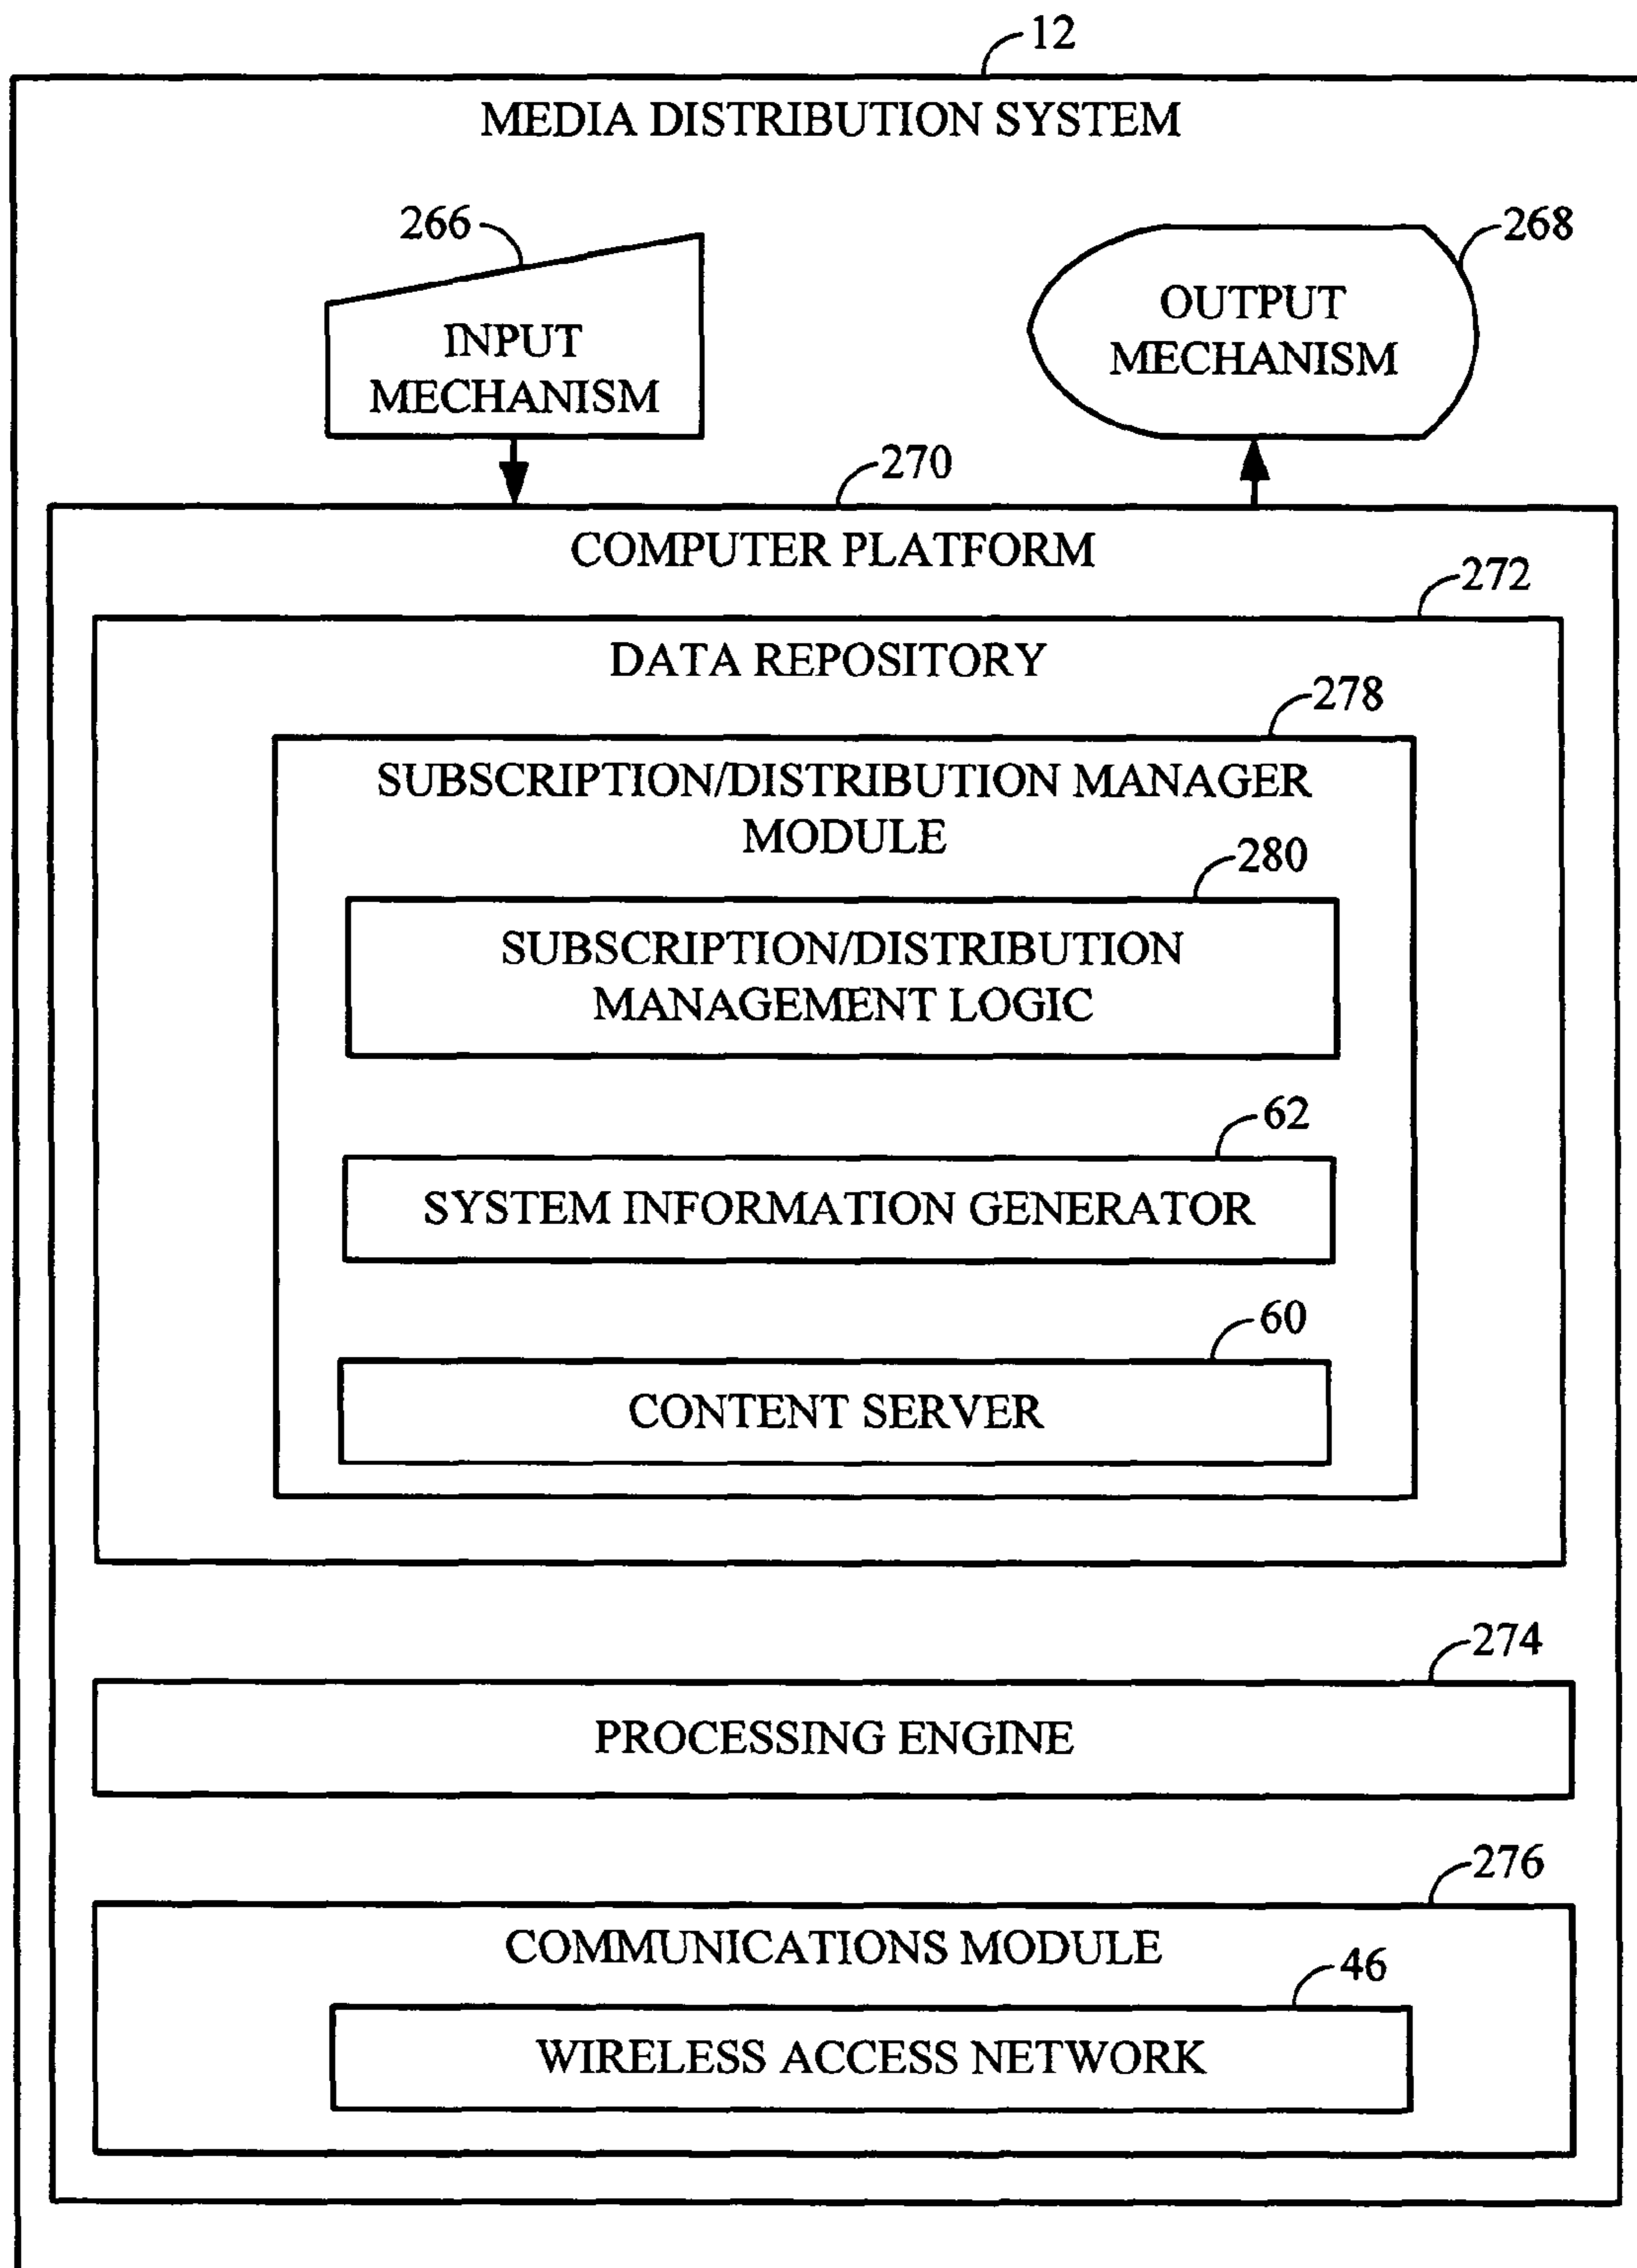 12
MEDIA DISTRIBUTION SYSTEM
266
268
INPUT
MECHANISM
OUTPUT
MECHANISM
270
COMPUTER PLATFORM
272
DATA REPOSITORY
278
SUBSCRIPTION/DISTRIBUTION MANAGER
MODULE
280
SUBSCRIPTION/DISTRIBUTION
MANAGEMENT LOGIC
62
SYSTEM INFORMATION GENERATOR
60
CONTENT SERVER
274
PROCESSING ENGINE
276
COMMUNICATIONS MODULE
46
WIRELESS ACCESS NETWORK